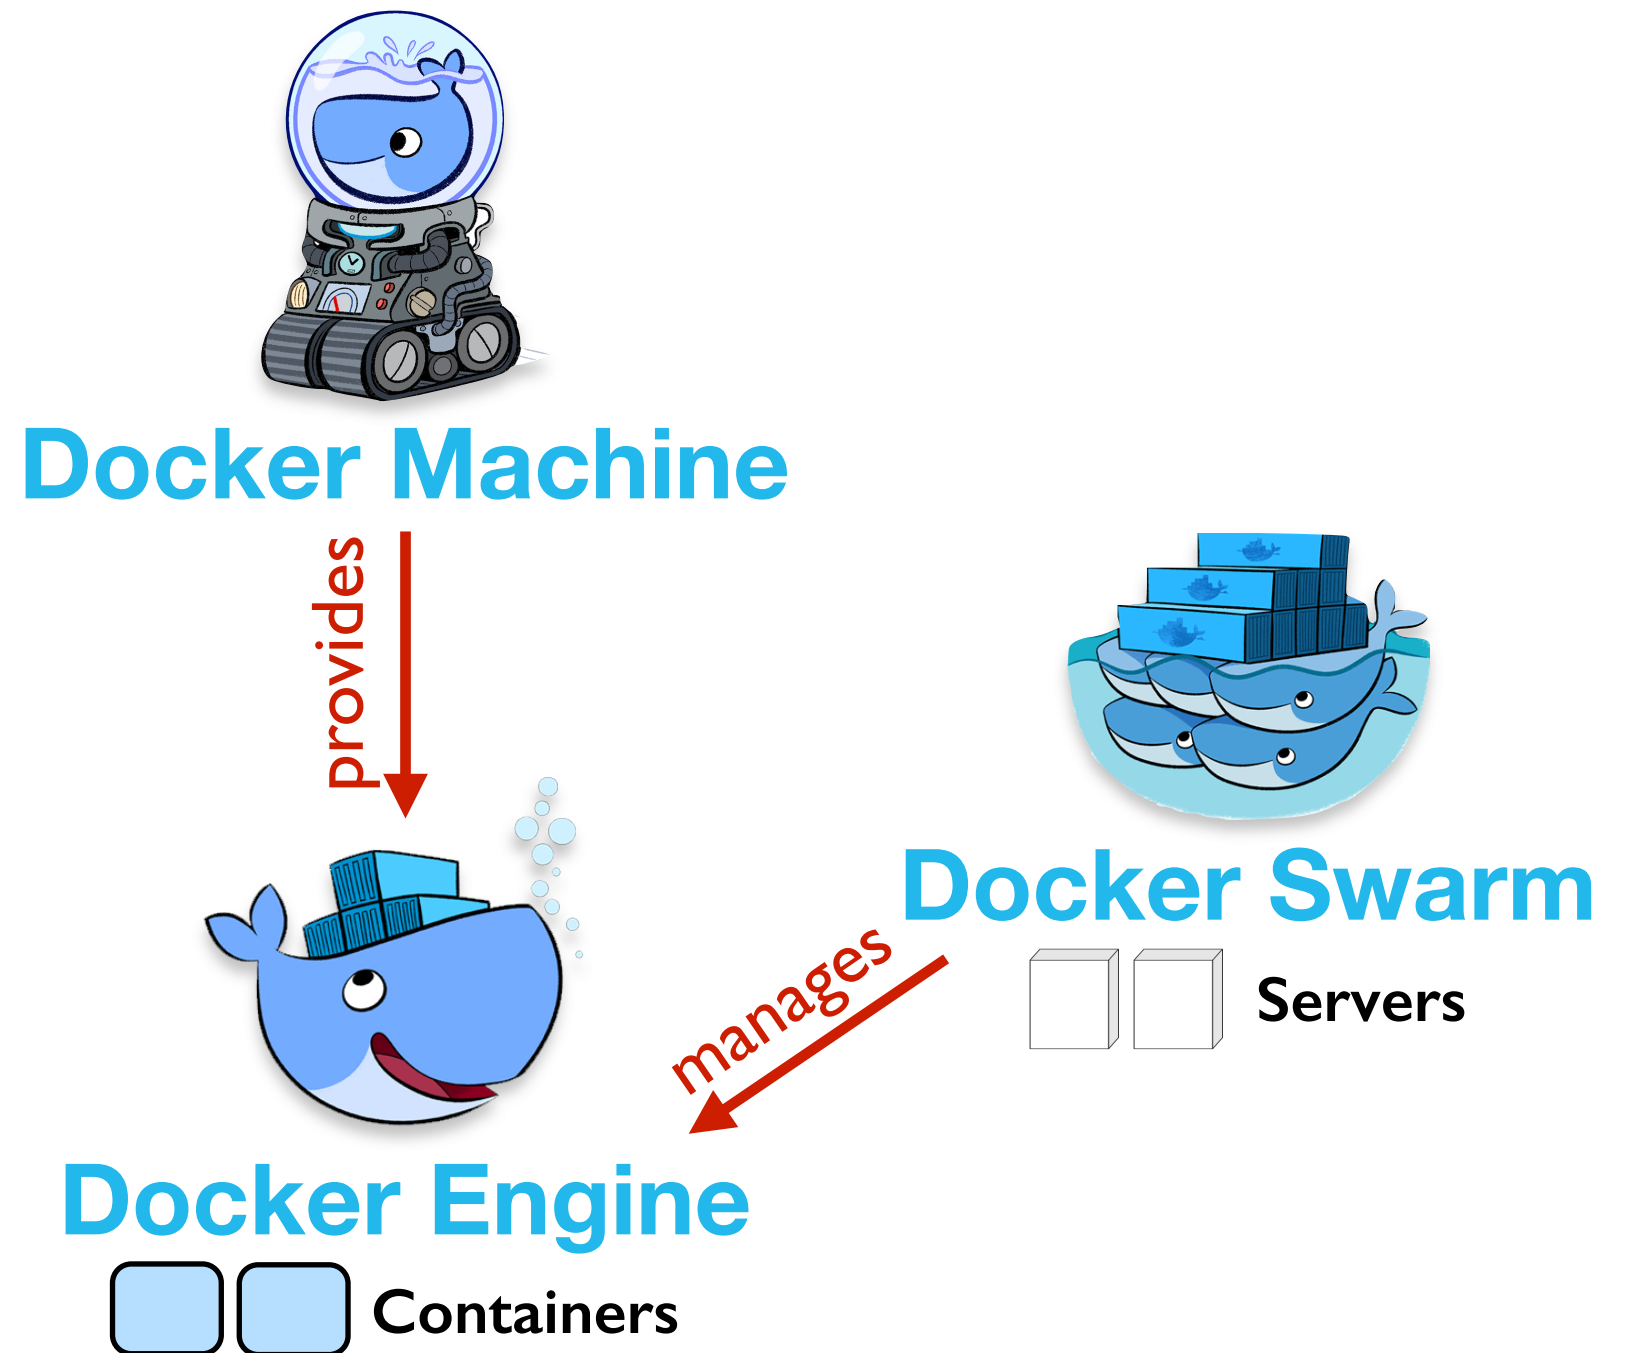 Docker Machine
provides
Docker Swarm
manages
Servers
Docker Engine
Containers